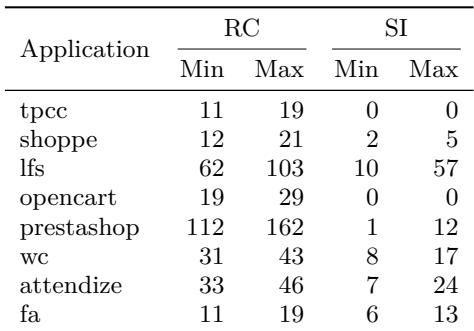 Application RC SI
Min Max Min Max
tpcc 11 19 0 0
shoppe 12 21 2 5
lfs 62 103 10 57
opencart 19 29 0 0
prestashop 112 162 1 12
wc 31 43 8 17
attendize 33 46 7 24
fa 11 19 6 13